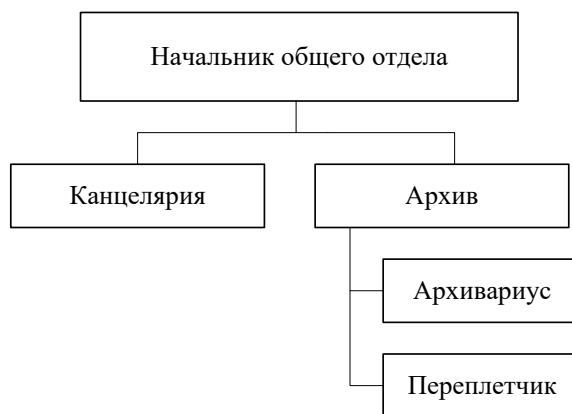 Начальник общего отдела
Канцелярия
Архив
Архивариус
Переплетчик